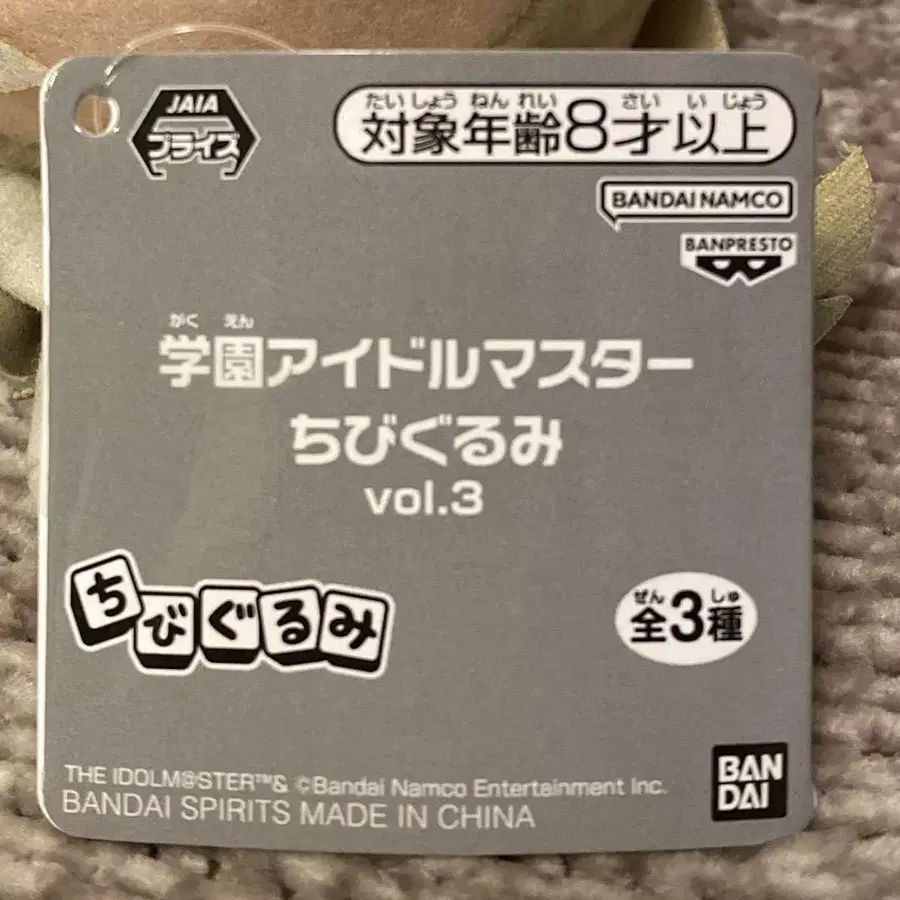 JAIA
プライズ
たいしょうねんれい さいいじょう
対象年齢8才以上
BANDAI NAMCO
BANPRESTO
がくえん
学園アイドルマスター
ちびぐるみ
vol.3
ちびぐるみ
ぜん しゅ
全3種
THE IDOLM@STER™& ©Bandai Namco Entertainment Inc.
BANDAI SPIRITS MADE IN CHINA
BAN
DAI